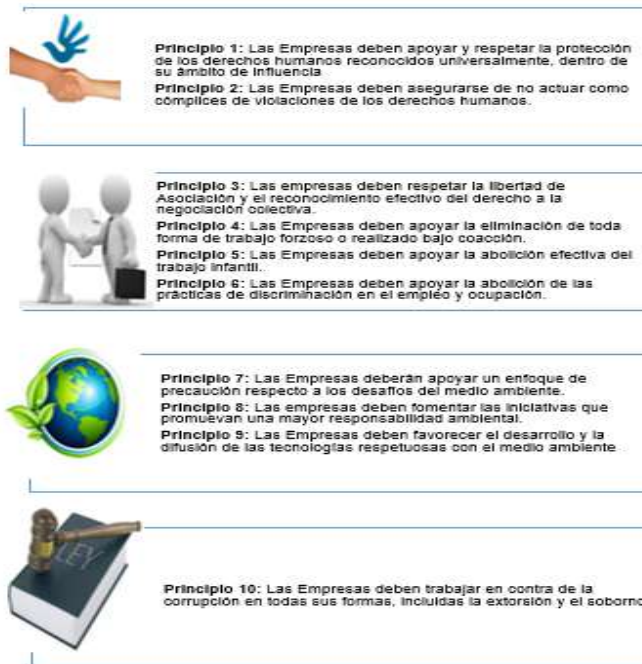 Principio 1: Las Empresas deben apoyar y respetar la protección
de los derechos humanos reconocidos universalmente, dentro de
su ámbito de influencia
Principio 2: Las Empresas deben asegurarse de no actuar como
cómplices de violaciones de los derechos humanos.
Principio 3: Las empresas deben respetar la libertad de
Asociación y el reconocimiento efectivo del derecho a la
negociación colectiva.
Principio 4: Las Empresas deben apoyar la eliminación de toda
forma de trabajo forzoso o realizado bajo coacción.
Principio 5: Las Empresas deben apoyar la abolición efectiva del
trabajo infantil.
Principio 6: Las Empresas deben apoyar la abolición de las
prácticas de discriminación en el empleo y ocupación.
Principio 7: Las Empresas deberán apoyar un enfoque de
precaución respecto a los desafíos del medio ambiente.
Principio 8: Las empresas deben fomentar las iniciativas que
promuevan una mayor responsabilidad ambiental.
Principio 9: Las Empresas deben favorecer el desarrollo y la
difusión de las tecnologías respetuosas con el medio ambiente
LEY
Principio 10: Las Empresas deben trabajar en contra de la
corrupción en todas sus formas, incluidas la extorsión y el soborno